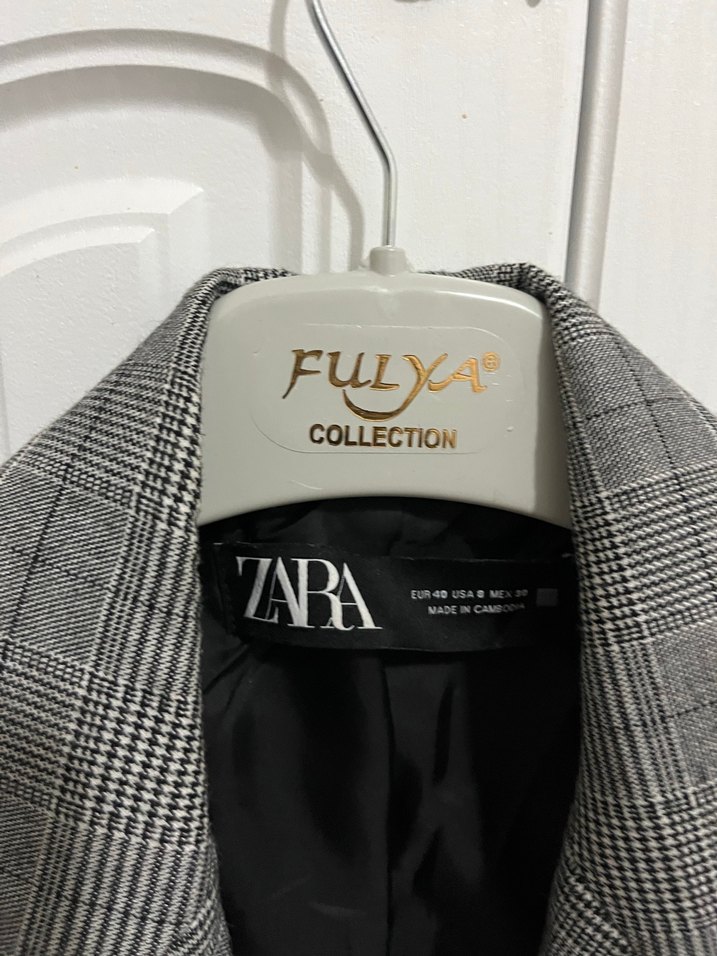 FULYA®
COLLECTION
ZARA
EUR 40 USA 8 MEX 30
MADE IN CAMBODIA